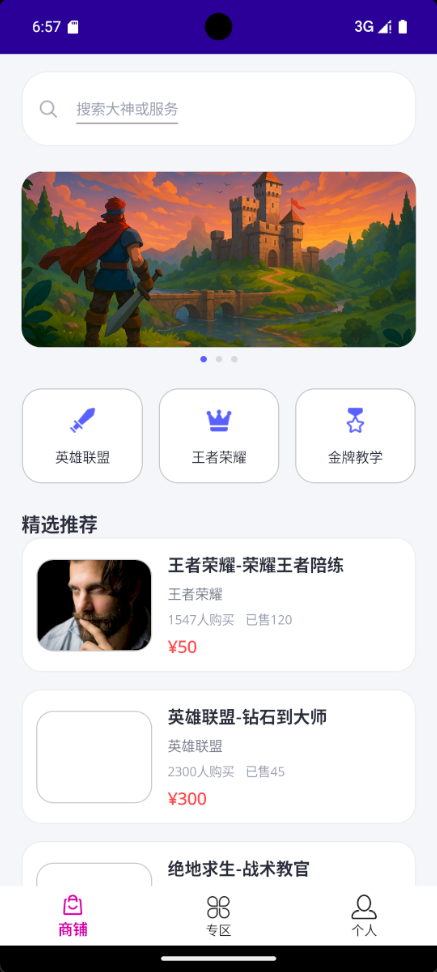 6:57
3G
搜索大神或服务
英雄联盟
王者荣耀
金牌教学
精选推荐
王者荣耀-荣耀王者陪练
王者荣耀
1547人购买 已售120
¥50
英雄联盟-钻石到大师
英雄联盟
2300人购买 已售45
¥300
绝地求生-战术教官
商铺
专区
个人